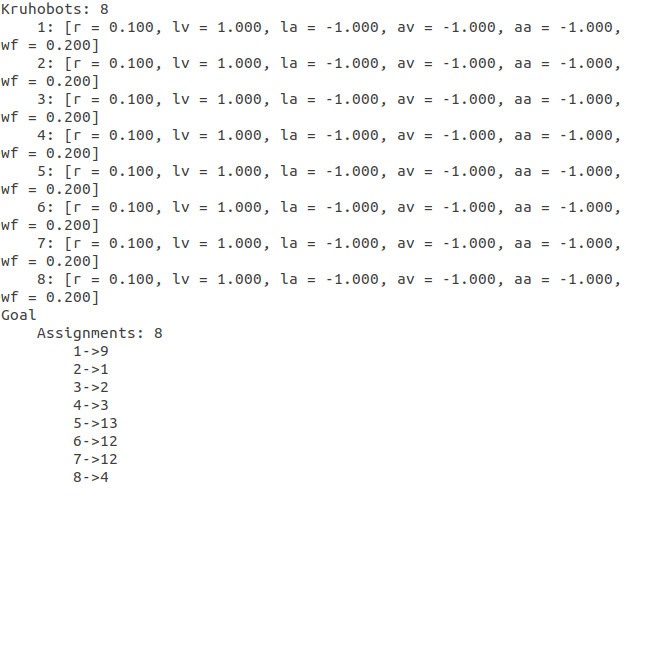 Kruhobots: 8
    1: [r = 0.100, lv = 1.000, la = -1.000, av = -1.000, aa = -1.000,
wf = 0.200]
    2: [r = 0.100, lv = 1.000, la = -1.000, av = -1.000, aa = -1.000,
wf = 0.200]
    3: [r = 0.100, lv = 1.000, la = -1.000, av = -1.000, aa = -1.000,
wf = 0.200]
    4: [r = 0.100, lv = 1.000, la = -1.000, av = -1.000, aa = -1.000,
wf = 0.200]
    5: [r = 0.100, lv = 1.000, la = -1.000, av = -1.000, aa = -1.000,
wf = 0.200]
    6: [r = 0.100, lv = 1.000, la = -1.000, av = -1.000, aa = -1.000,
wf = 0.200]
    7: [r = 0.100, lv = 1.000, la = -1.000, av = -1.000, aa = -1.000,
wf = 0.200]
    8: [r = 0.100, lv = 1.000, la = -1.000, av = -1.000, aa = -1.000,
wf = 0.200]
Goal
    Assignments: 8
        1->9
        2->1
        3->2
        4->3
        5->13
        6->12
        7->12
        8->4